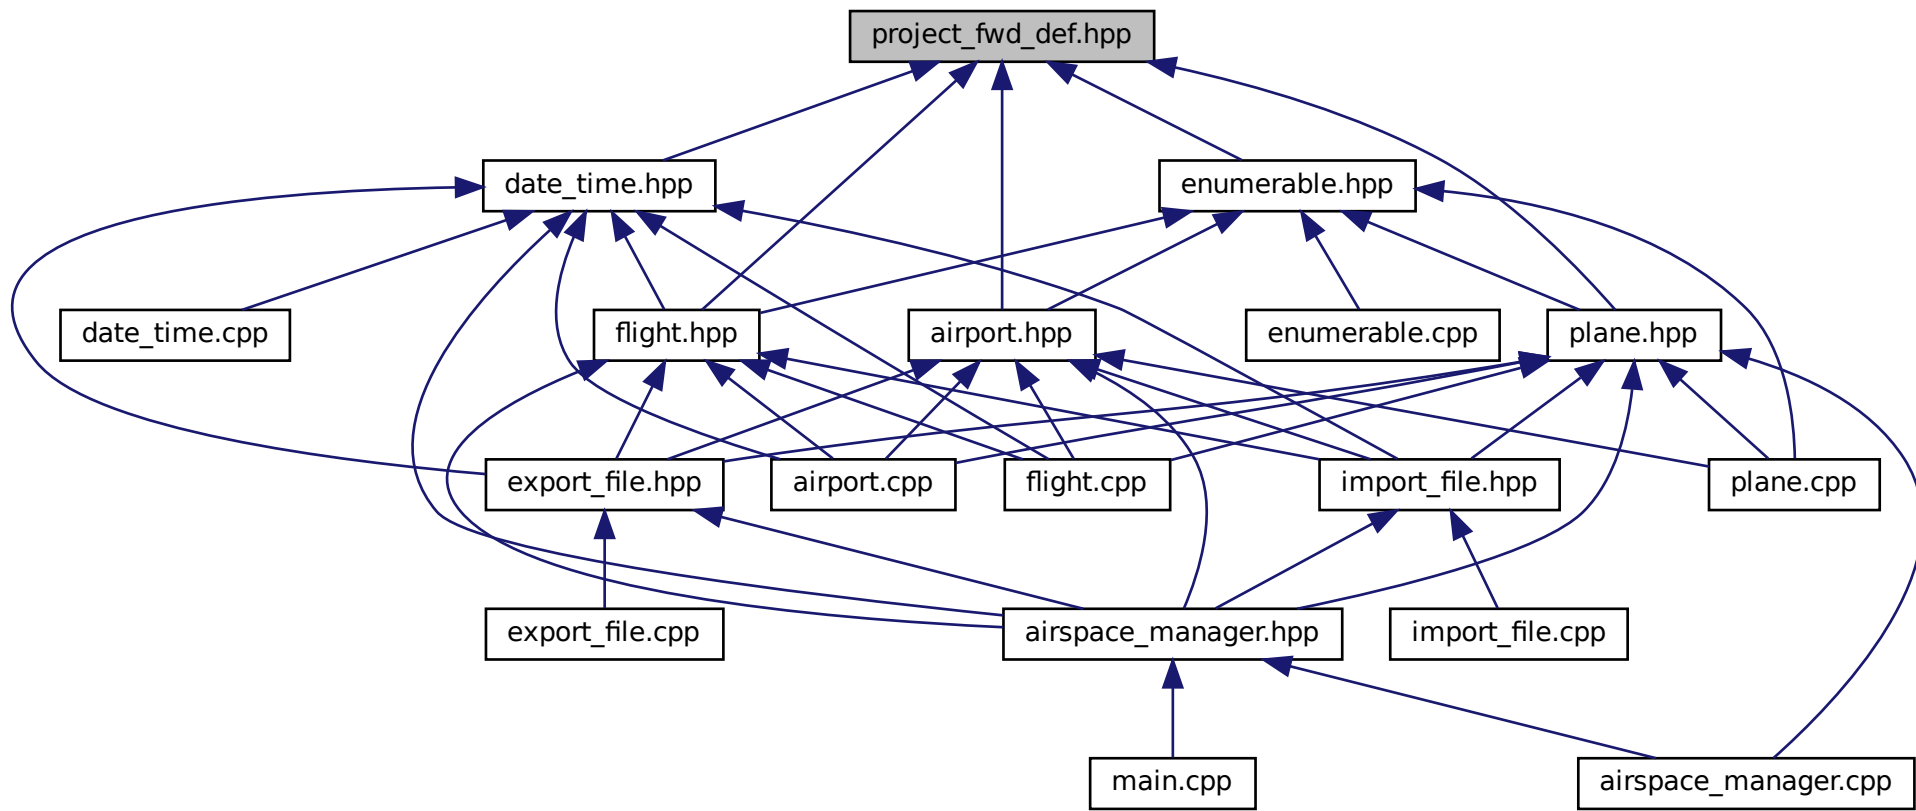 project_fwd_def.hpp
date_time.hpp
enumerable.hpp
date_time.cpp
flight.hpp
airport.hpp
enumerable.cpp
plane.hpp
export_file.hpp
airport.cpp
flight.cpp
import_file.hpp
plane.cpp
export_file.cpp
airspace_manager.hpp
import_file.cpp
main.cpp
airspace_manager.cpp